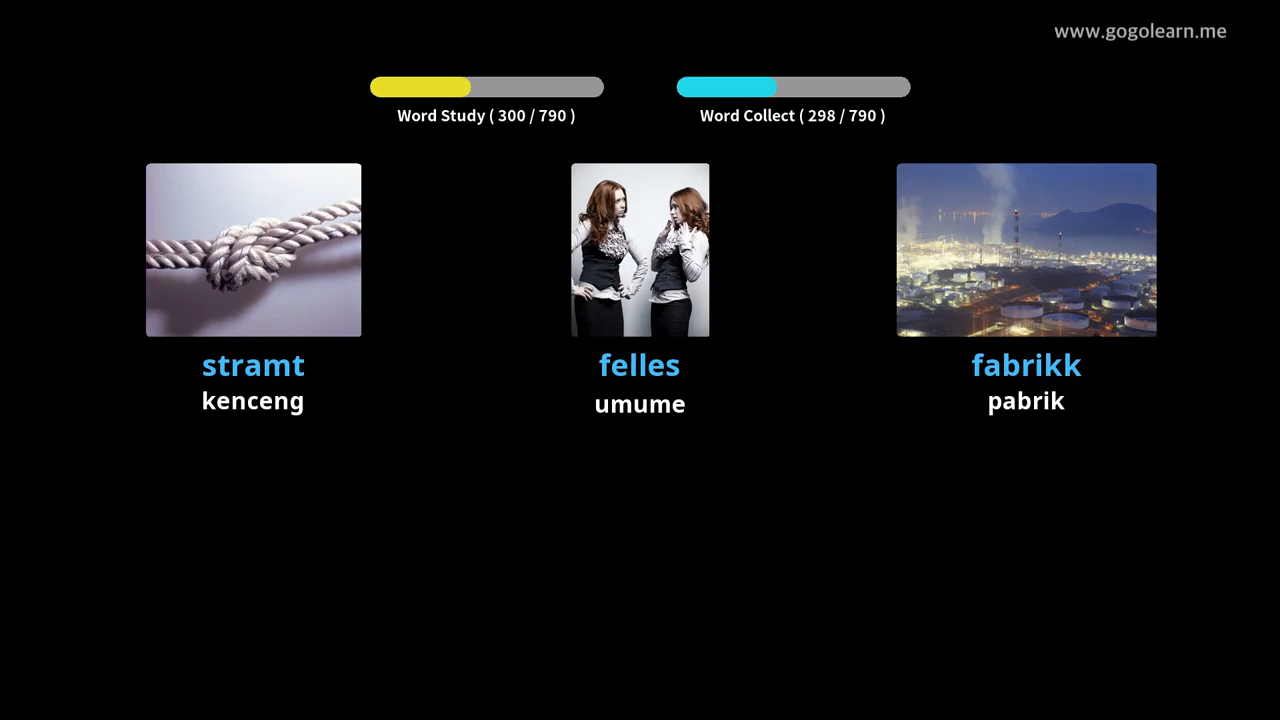 www.gogolearn.me
Word Study ( 300 / 790 )
Word Collect ( 298 / 790 )
stramt
kenceng
felles
umume
fabrikk
pabrik